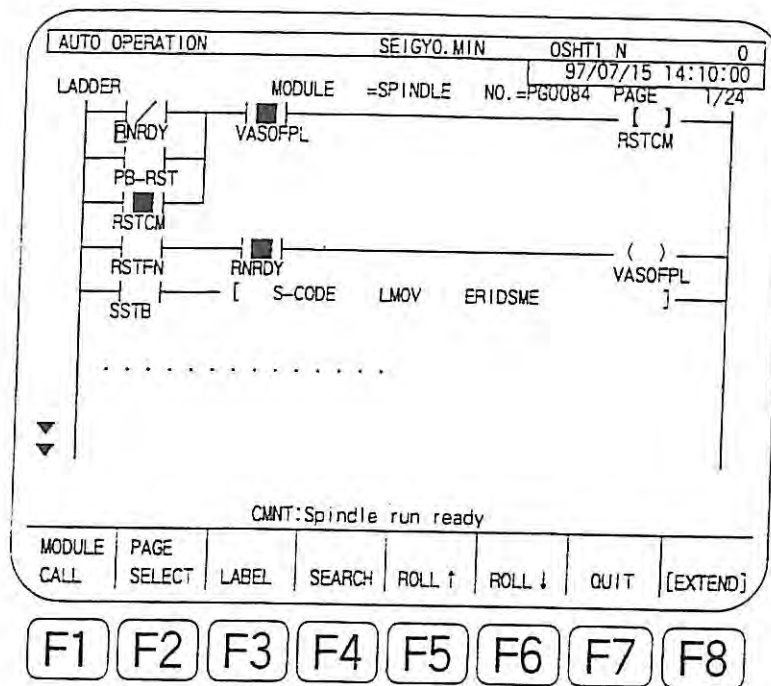 AUTO OPERATION SEIGYO.MIN OSHT1 N 0
97/07/15 14:10:00
LADDER MODULE =SPINDLE NO.=PG0084 PAGE 1/24
RNRDY VASOFPL [ ] RSTCM
PB-RST
RSTCM
RSTFN RNRDY ( ) VASOFPL
SSTB [ S-CODE LMOV ERIDSME ]
. . . . . . . . . . . . . .
CMNT:Spindle run ready
MODULE CALL PAGE SELECT LABEL SEARCH ROLL ↑ ROLL ↓ QUIT [EXTEND]
F1 F2 F3 F4 F5 F6 F7 F8